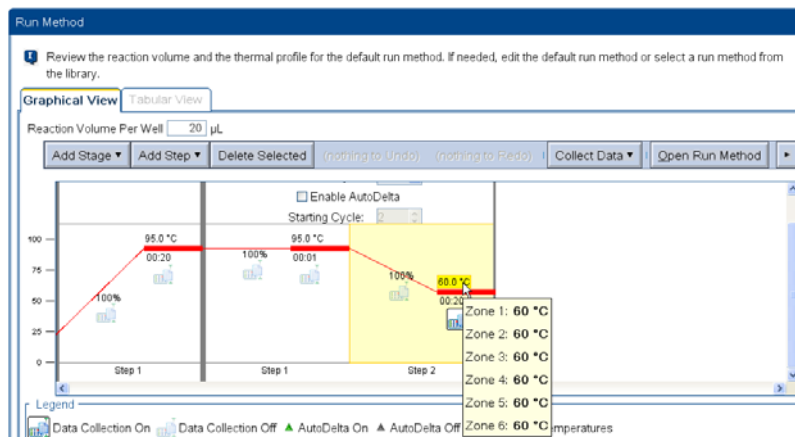 Run Method
Review the reaction volume and the thermal profile for the default run method. If needed, edit the default run method or select a run method from
the library.
Graphical View Tabular View
Reaction Volume Per Well 20 µL
Add Stage ▼ Add Step ▼ Delete Selected (nothing to Undo) (nothing to Redo) Collect Data ▼ Open Run Method
Enable AutoDelta
Starting Cycle: 2
100
95.0 °C 95.0 °C
00:20 100% 00:01
75
100% 60.0 °C
100% 00:20
50
25
0
Step 1 Step 1 Step 2
Zone 1: 60 °C
Zone 2: 60 °C
Zone 3: 60 °C
Zone 4: 60 °C
Zone 5: 60 °C
Zone 6: 60 °C
Legend
Data Collection On Data Collection Off ▲ AutoDelta On ▲ AutoDelta Off emperatures